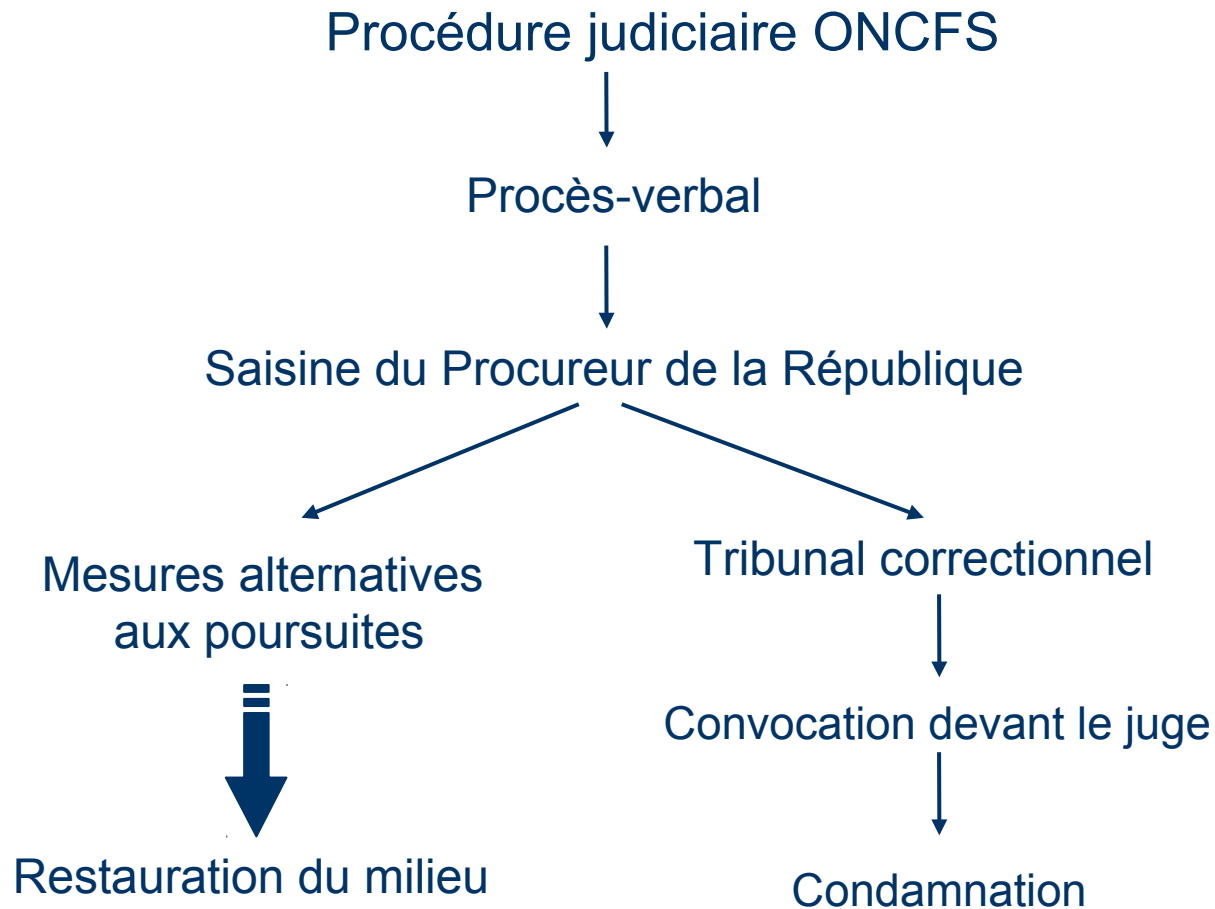 Procédure judiciaire ONCFS
Procès-verbal
Saisine du Procureur de la République
Mesures alternatives
aux poursuites
Restauration du milieu
Tribunal correctionnel
Convocation devant le juge
Condamnation